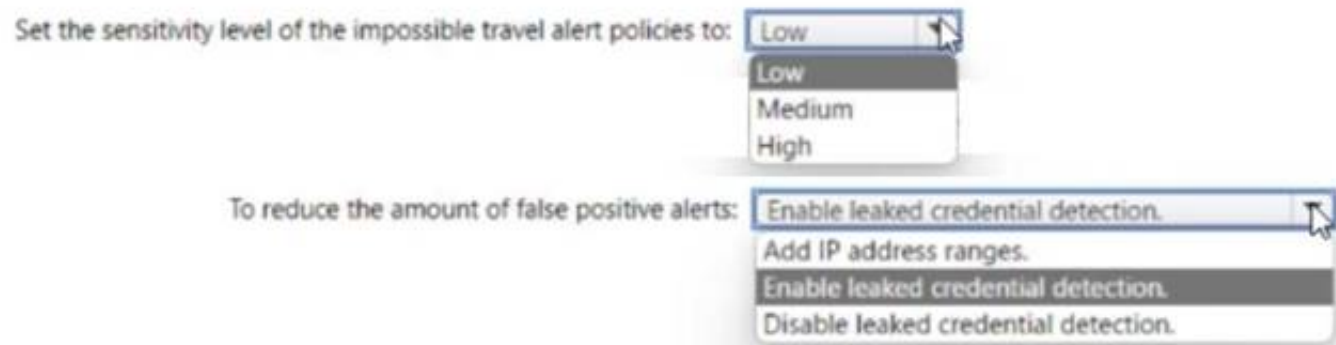 Set the sensitivity level of the impossible travel alert policies to: Low
Low
Medium
High
To reduce the amount of false positive alerts: Enable leaked credential detection.
Add IP address ranges.
Enable leaked credential detection.
Disable leaked credential detection.